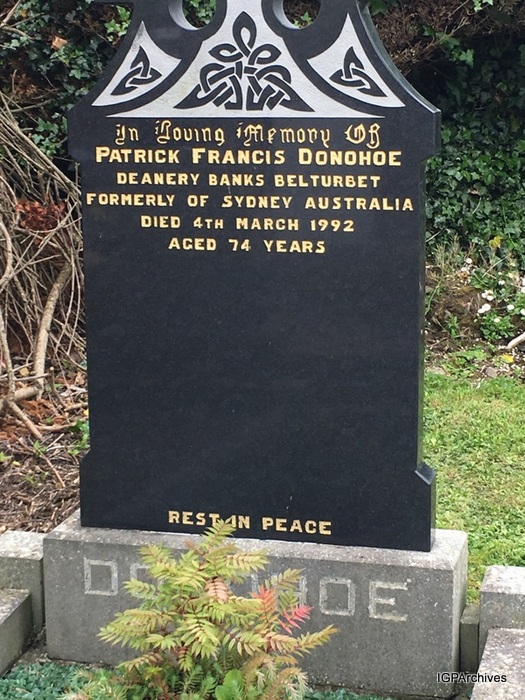 In Loving Memory Of
PATRICK FRANCIS DONOHOE
DEANERY BANKS BELTURBET
FORMERLY OF SYDNEY AUSTRALIA
DIED 4TH MARCH 1992
AGED 74 YEARS
REST IN PEACE
DONOHOE
IGPArchives